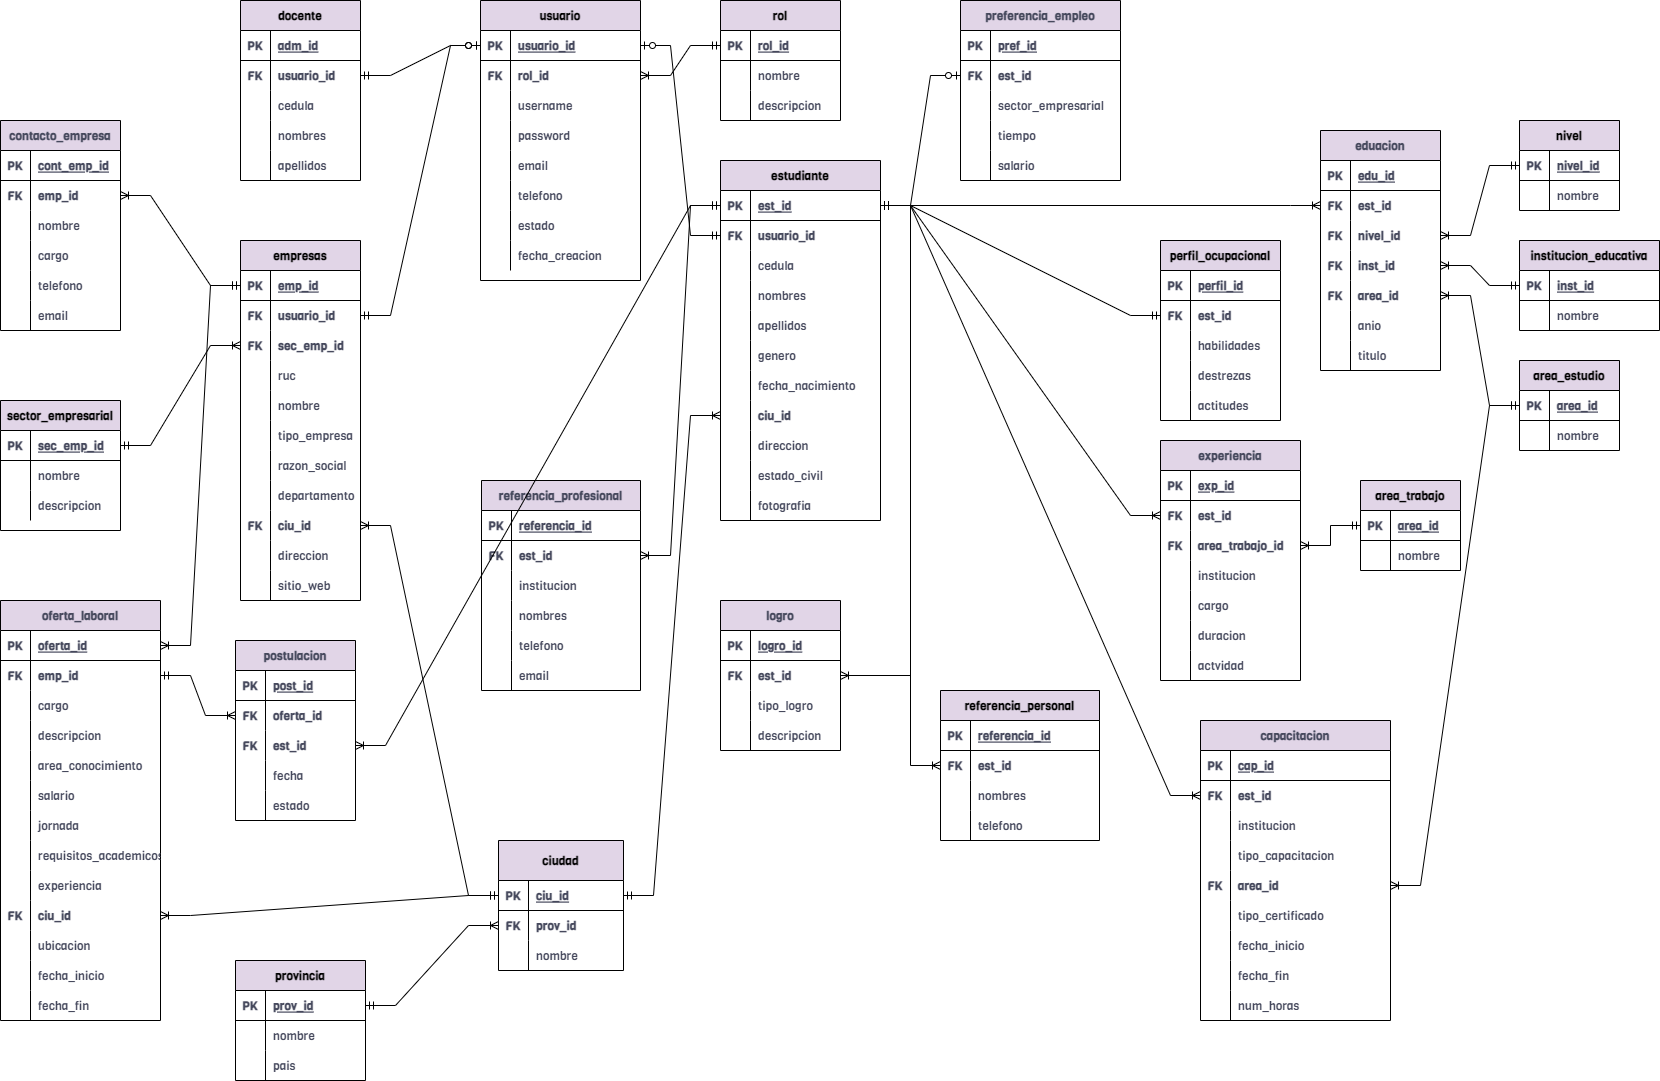 docente
PK adm_id
FK usuario_id
cedula
nombres
apellidos
usuario
PK usuario_id
FK rol_id
username
password
email
telefono
estado
fecha_creacion
rol
PK rol_id
nombre
descripcion
preferencia_empleo
PK pref_id
FK est_id
sector_empresarial
tiempo
salario
contacto_empresa
PK cont_emp_id
FK emp_id
nombre
cargo
telefono
email
empresas
PK emp_id
FK usuario_id
FK sec_emp_id
ruc
nombre
tipo_empresa
razon_social
departamento
FK ciu_id
direccion
sitio_web
estudiante
PK est_id
FK usuario_id
cedula
nombres
apellidos
genero
fecha_nacimiento
ciu_id
direccion
estado_civil
fotografia
eduacion
PK edu_id
FK est_id
FK nivel_id
FK inst_id
FK area_id
anio
titulo
nivel
PK nivel_id
nombre
perfil_ocupacional
PK perfil_id
FK est_id
habilidades
destrezas
actitudes
institucion_educativa
PK inst_id
nombre
area_estudio
PK area_id
nombre
sector_empresarial
PK sec_emp_id
nombre
descripcion
referencia_profesional
PK referencia_id
FK est_id
institucion
nombres
telefono
email
experiencia
PK exp_id
FK est_id
FK area_trabajo_id
institucion
cargo
duracion
actvidad
area_trabajo
PK area_id
nombre
oferta_laboral
PK oferta_id
FK emp_id
cargo
descripcion
area_conocimiento
salario
jornada
requisitos_academicos
experiencia
FK ciu_id
ubicacion
fecha_inicio
fecha_fin
postulacion
PK post_id
FK oferta_id
FK est_id
fecha
estado
logro
PK logro_id
FK est_id
tipo_logro
descripcion
referencia_personal
PK referencia_id
FK est_id
nombres
telefono
capacitacion
PK cap_id
FK est_id
institucion
tipo_capacitacion
FK area_id
tipo_certificado
fecha_inicio
fecha_fin
num_horas
ciudad
PK ciu_id
FK prov_id
nombre
provincia
PK prov_id
nombre
pais